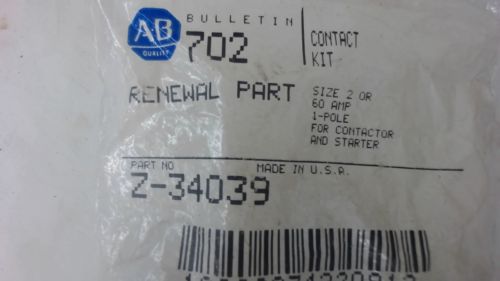 AB
QUALITY
BULLETIN
702
CONTACT
KIT
RENEWAL PART
SIZE 2 OR
60 AMP
1-POLE
FOR CONTACTOR
AND STARTER
PART NO
MADE IN U.S.A.
Z-34039